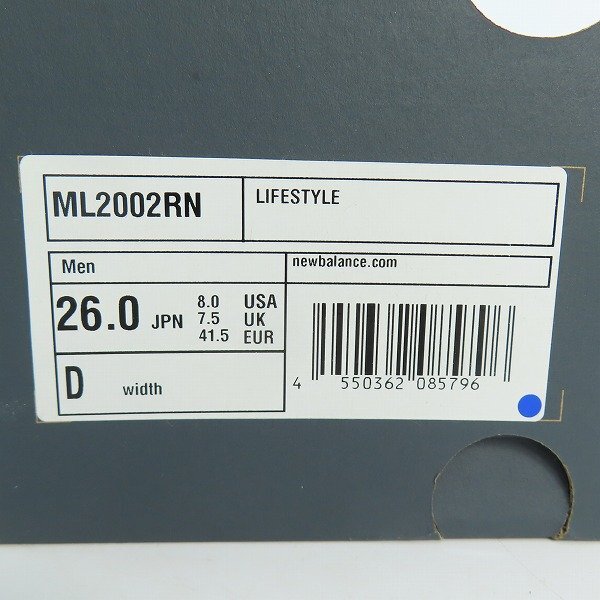 ML2002RN
LIFESTYLE
Men
newbalance.com
26.0 JPN
8.0 USA
7.5 UK
41.5 EUR
D width
4 550362 085796